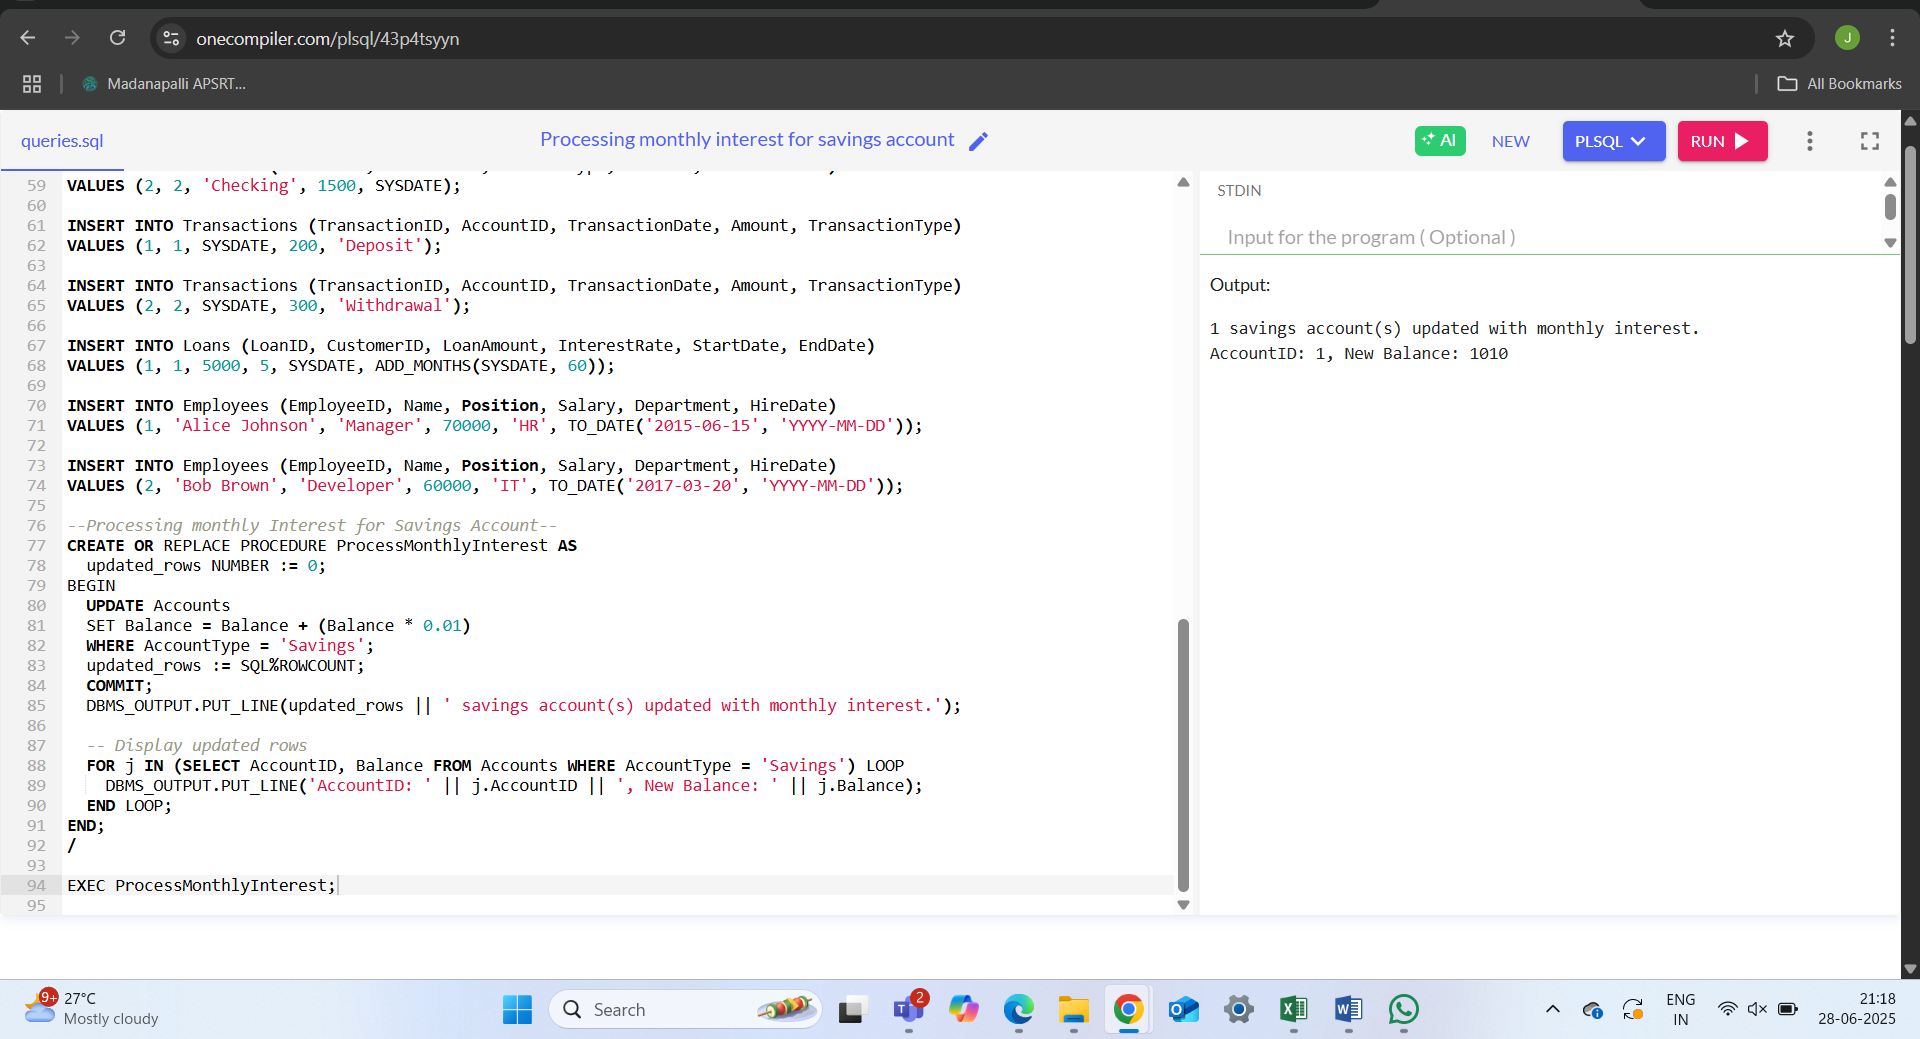 onecompiler.com/plsql/43p4tsyyn
J
Madanapalli APSRT...
All Bookmarks
queries.sql
Processing monthly interest for savings account
AI
NEW
PLSQL
RUN
59 VALUES (2, 2, 'Checking', 1500, SYSDATE);
60
61 INSERT INTO Transactions (TransactionID, AccountID, TransactionDate, Amount, TransactionType)
62 VALUES (1, 1, SYSDATE, 200, 'Deposit');
63
64 INSERT INTO Transactions (TransactionID, AccountID, TransactionDate, Amount, TransactionType)
65 VALUES (2, 2, SYSDATE, 300, 'Withdrawal');
66
67 INSERT INTO Loans (LoanID, CustomerID, LoanAmount, InterestRate, StartDate, EndDate)
68 VALUES (1, 1, 5000, 5, SYSDATE, ADD_MONTHS(SYSDATE, 60));
69
70 INSERT INTO Employees (EmployeeID, Name, Position, Salary, Department, HireDate)
71 VALUES (1, 'Alice Johnson', 'Manager', 70000, 'HR', TO_DATE('2015-06-15', 'YYYY-MM-DD'));
72
73 INSERT INTO Employees (EmployeeID, Name, Position, Salary, Department, HireDate)
74 VALUES (2, 'Bob Brown', 'Developer', 60000, 'IT', TO_DATE('2017-03-20', 'YYYY-MM-DD'));
75
76 --Processing monthly Interest for Savings Account--
77 CREATE OR REPLACE PROCEDURE ProcessMonthlyInterest AS
78 updated_rows NUMBER := 0;
79 BEGIN
80 UPDATE Accounts
81 SET Balance = Balance + (Balance * 0.01)
82 WHERE AccountType = 'Savings';
83 updated_rows := SQL%ROWCOUNT;
84 COMMIT;
85 DBMS_OUTPUT.PUT_LINE(updated_rows || ' savings account(s) updated with monthly interest.');
86
87 -- Display updated rows
88 FOR j IN (SELECT AccountID, Balance FROM Accounts WHERE AccountType = 'Savings') LOOP
89 DBMS_OUTPUT.PUT_LINE('AccountID: ' || j.AccountID || ', New Balance: ' || j.Balance);
90 END LOOP;
91 END;
92 /
93
94 EXEC ProcessMonthlyInterest;
95
STDIN
Input for the program ( Optional )
Output:
1 savings account(s) updated with monthly interest.
AccountID: 1, New Balance: 1010
9+
27°C
Mostly cloudy
Search
2
ENG
IN
21:18
28-06-2025